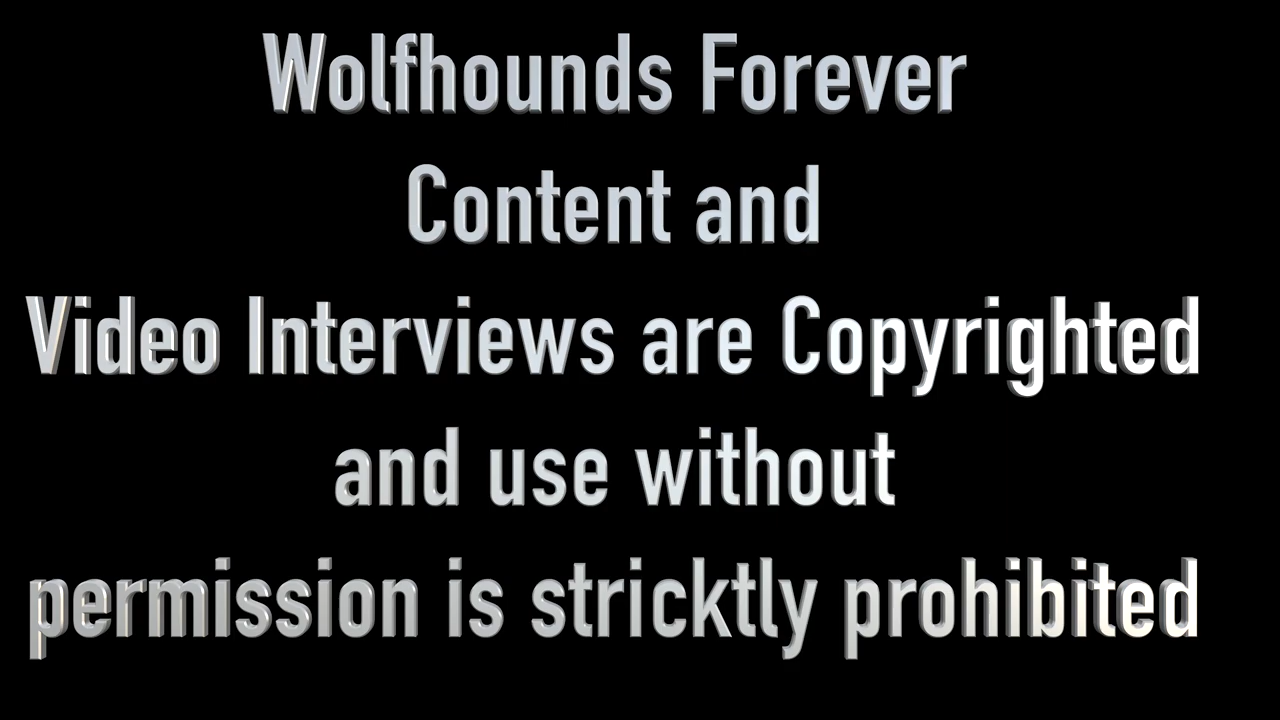 Wolfhounds Forever
Content and
Video Interviews are Copyrighted
and use without
permission is stricktly prohibited